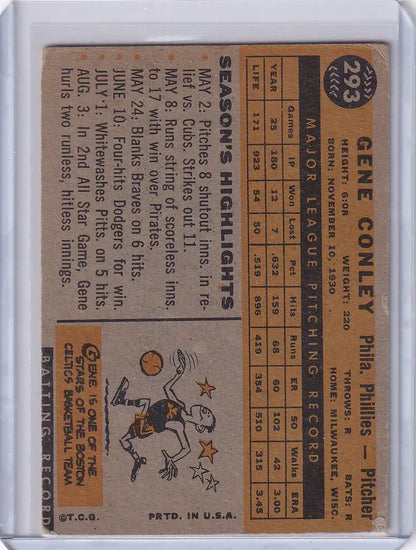 293
GENE CONLEY Phila. Phillies — Pitcher
HEIGHT: 6:08 WEIGHT: 220 THROWS: R BATS: R
BORN: NOVEMBER 10, 1930 HOME: MILWAUKEE, WISC.
MAJOR LEAGUE PITCHING RECORD
Games IP Won Lost Pct. Hits Runs ER SO Walks ERA
YEAR 25 180 12 7 .632 159 68 60 102 42 3.00
LIFE 171 923 54 50 .519 896 419 354 510 315 3.45
SEASON'S HIGHLIGHTS
MAY 2: Pitches 8 shutout inns. in re-
lief vs. Cubs. Strikes out 11.
MAY 8: Runs string of scoreless inns.
to 17 with win over Pirates.
MAY 24: Blanks Braves on 6 hits.
JUNE 10: Four-hits Dodgers for win.
JULY 1: Whitewashes Pitts on 5 hits.
AUG. 3: In 2nd All Star Game, Gene
hurls two runless, hitless innings.
GENE IS ONE OF THE
STARS OF THE BOSTON
CELTICS BASKETBALL TEAM
BATTING RECORD
©T.C.G. PRTD. IN U.S.A.